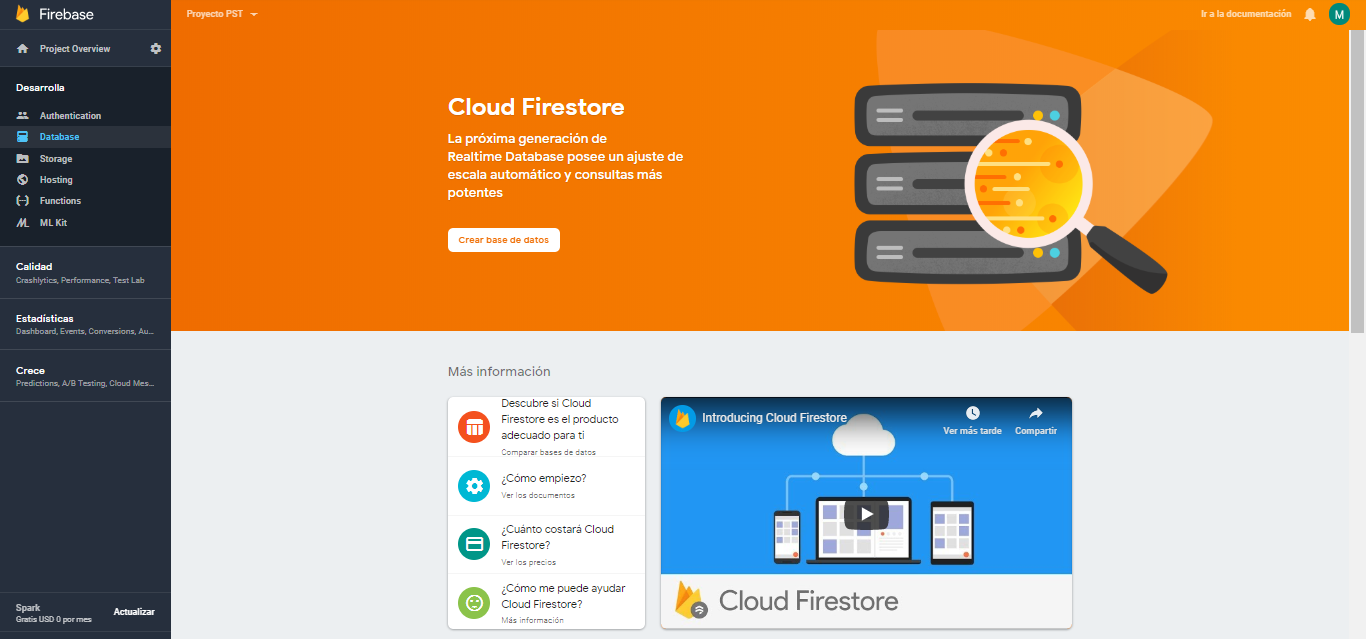 Firebase
Proyecto PST
Ir a la documentación
M
Project Overview
Desarrolla
Authentication
Database
Storage
Hosting
Functions
ML Kit
Calidad
Crashlytics, Performance, Test Lab
Estadísticas
Dashboard, Events, Conversions, Au...
Crece
Predictions, A/B Testing, Cloud Mes...
Spark
Gratis USD 0 por mes
Actualizar
Cloud Firestore
La próxima generación de
Realtime Database posee un ajuste de
escala automático y consultas más
potentes
Crear base de datos
Más información
Descubre si Cloud
Firestore es el producto
adecuado para ti
Comparar bases de datos
¿Cómo empiezo?
Ver los documentos
¿Cuánto costará Cloud
Firestore?
Ver los precios
¿Cómo me puede ayudar
Cloud Firestore?
Más información
Introducing Cloud Firestore
Ver más tarde
Compartir
Cloud Firestore